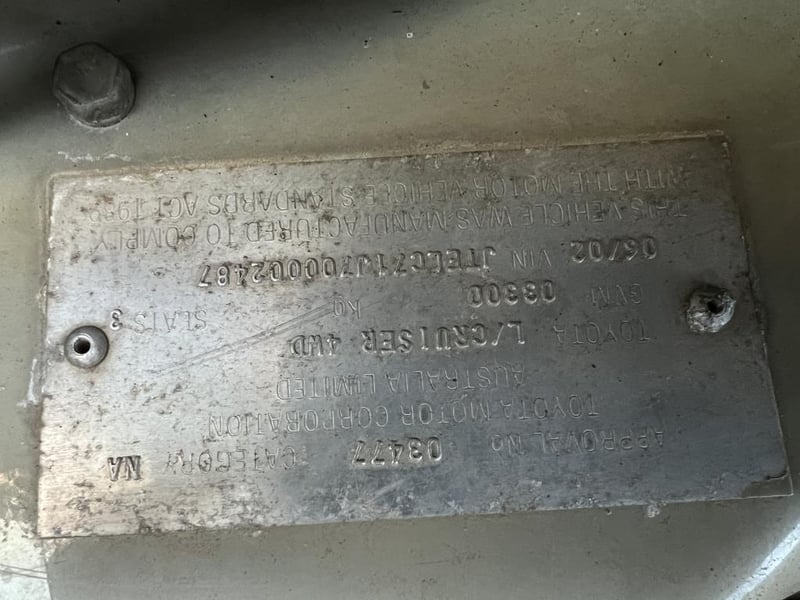 APPROVAL No 03477 CATEGORY NA
TOYOTA MOTOR CORPORATION
AUSTRALIA LIMITED
TOYOTA L/CRUISER 4WD
GVM 03300 kg SEATS 3
06/02 VIN JTELC71J700002487
THIS VEHICLE WAS MANUFACTURED TO COMPLY
WITH THE MOTOR VEHICLE STANDARDS ACT 1989